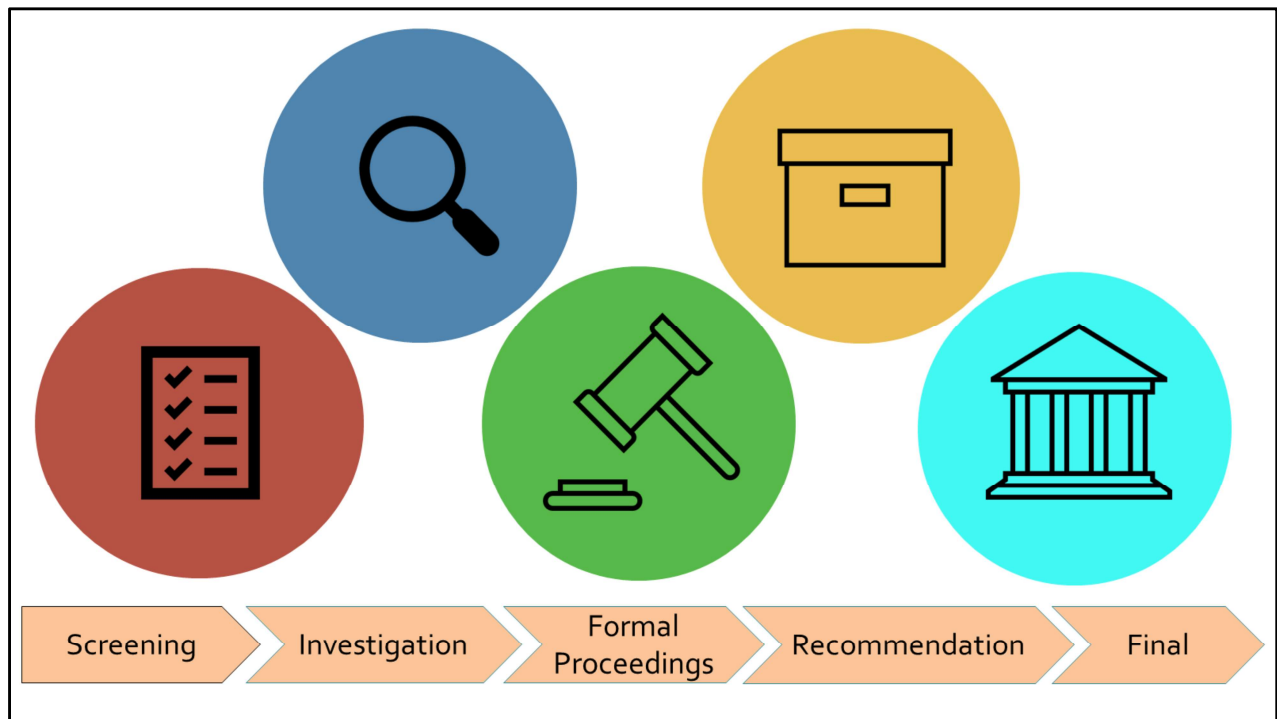 Screening
Investigation
Formal
Proceedings
Recommendation
Final